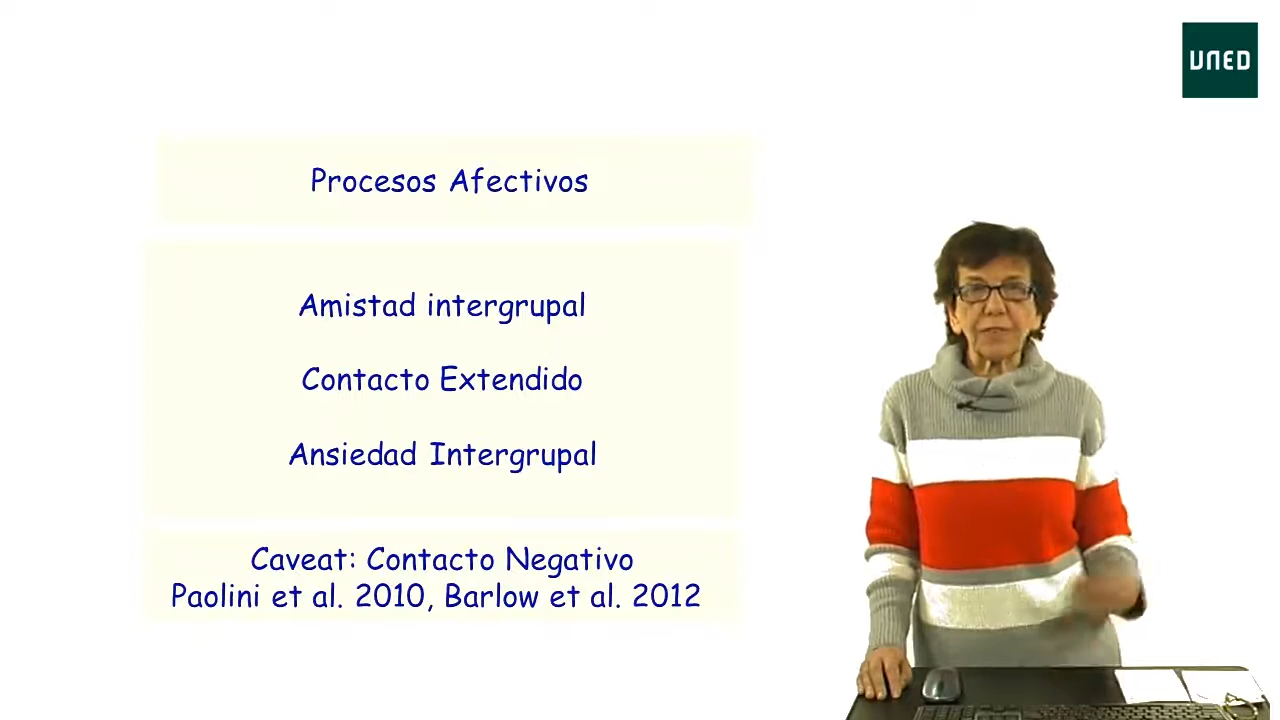 UNED
Procesos Afectivos
Amistad intergrupal
Contacto Extendido
Ansiedad Intergrupal
Caveat: Contacto Negativo
Paolini et al. 2010, Barlow et al. 2012